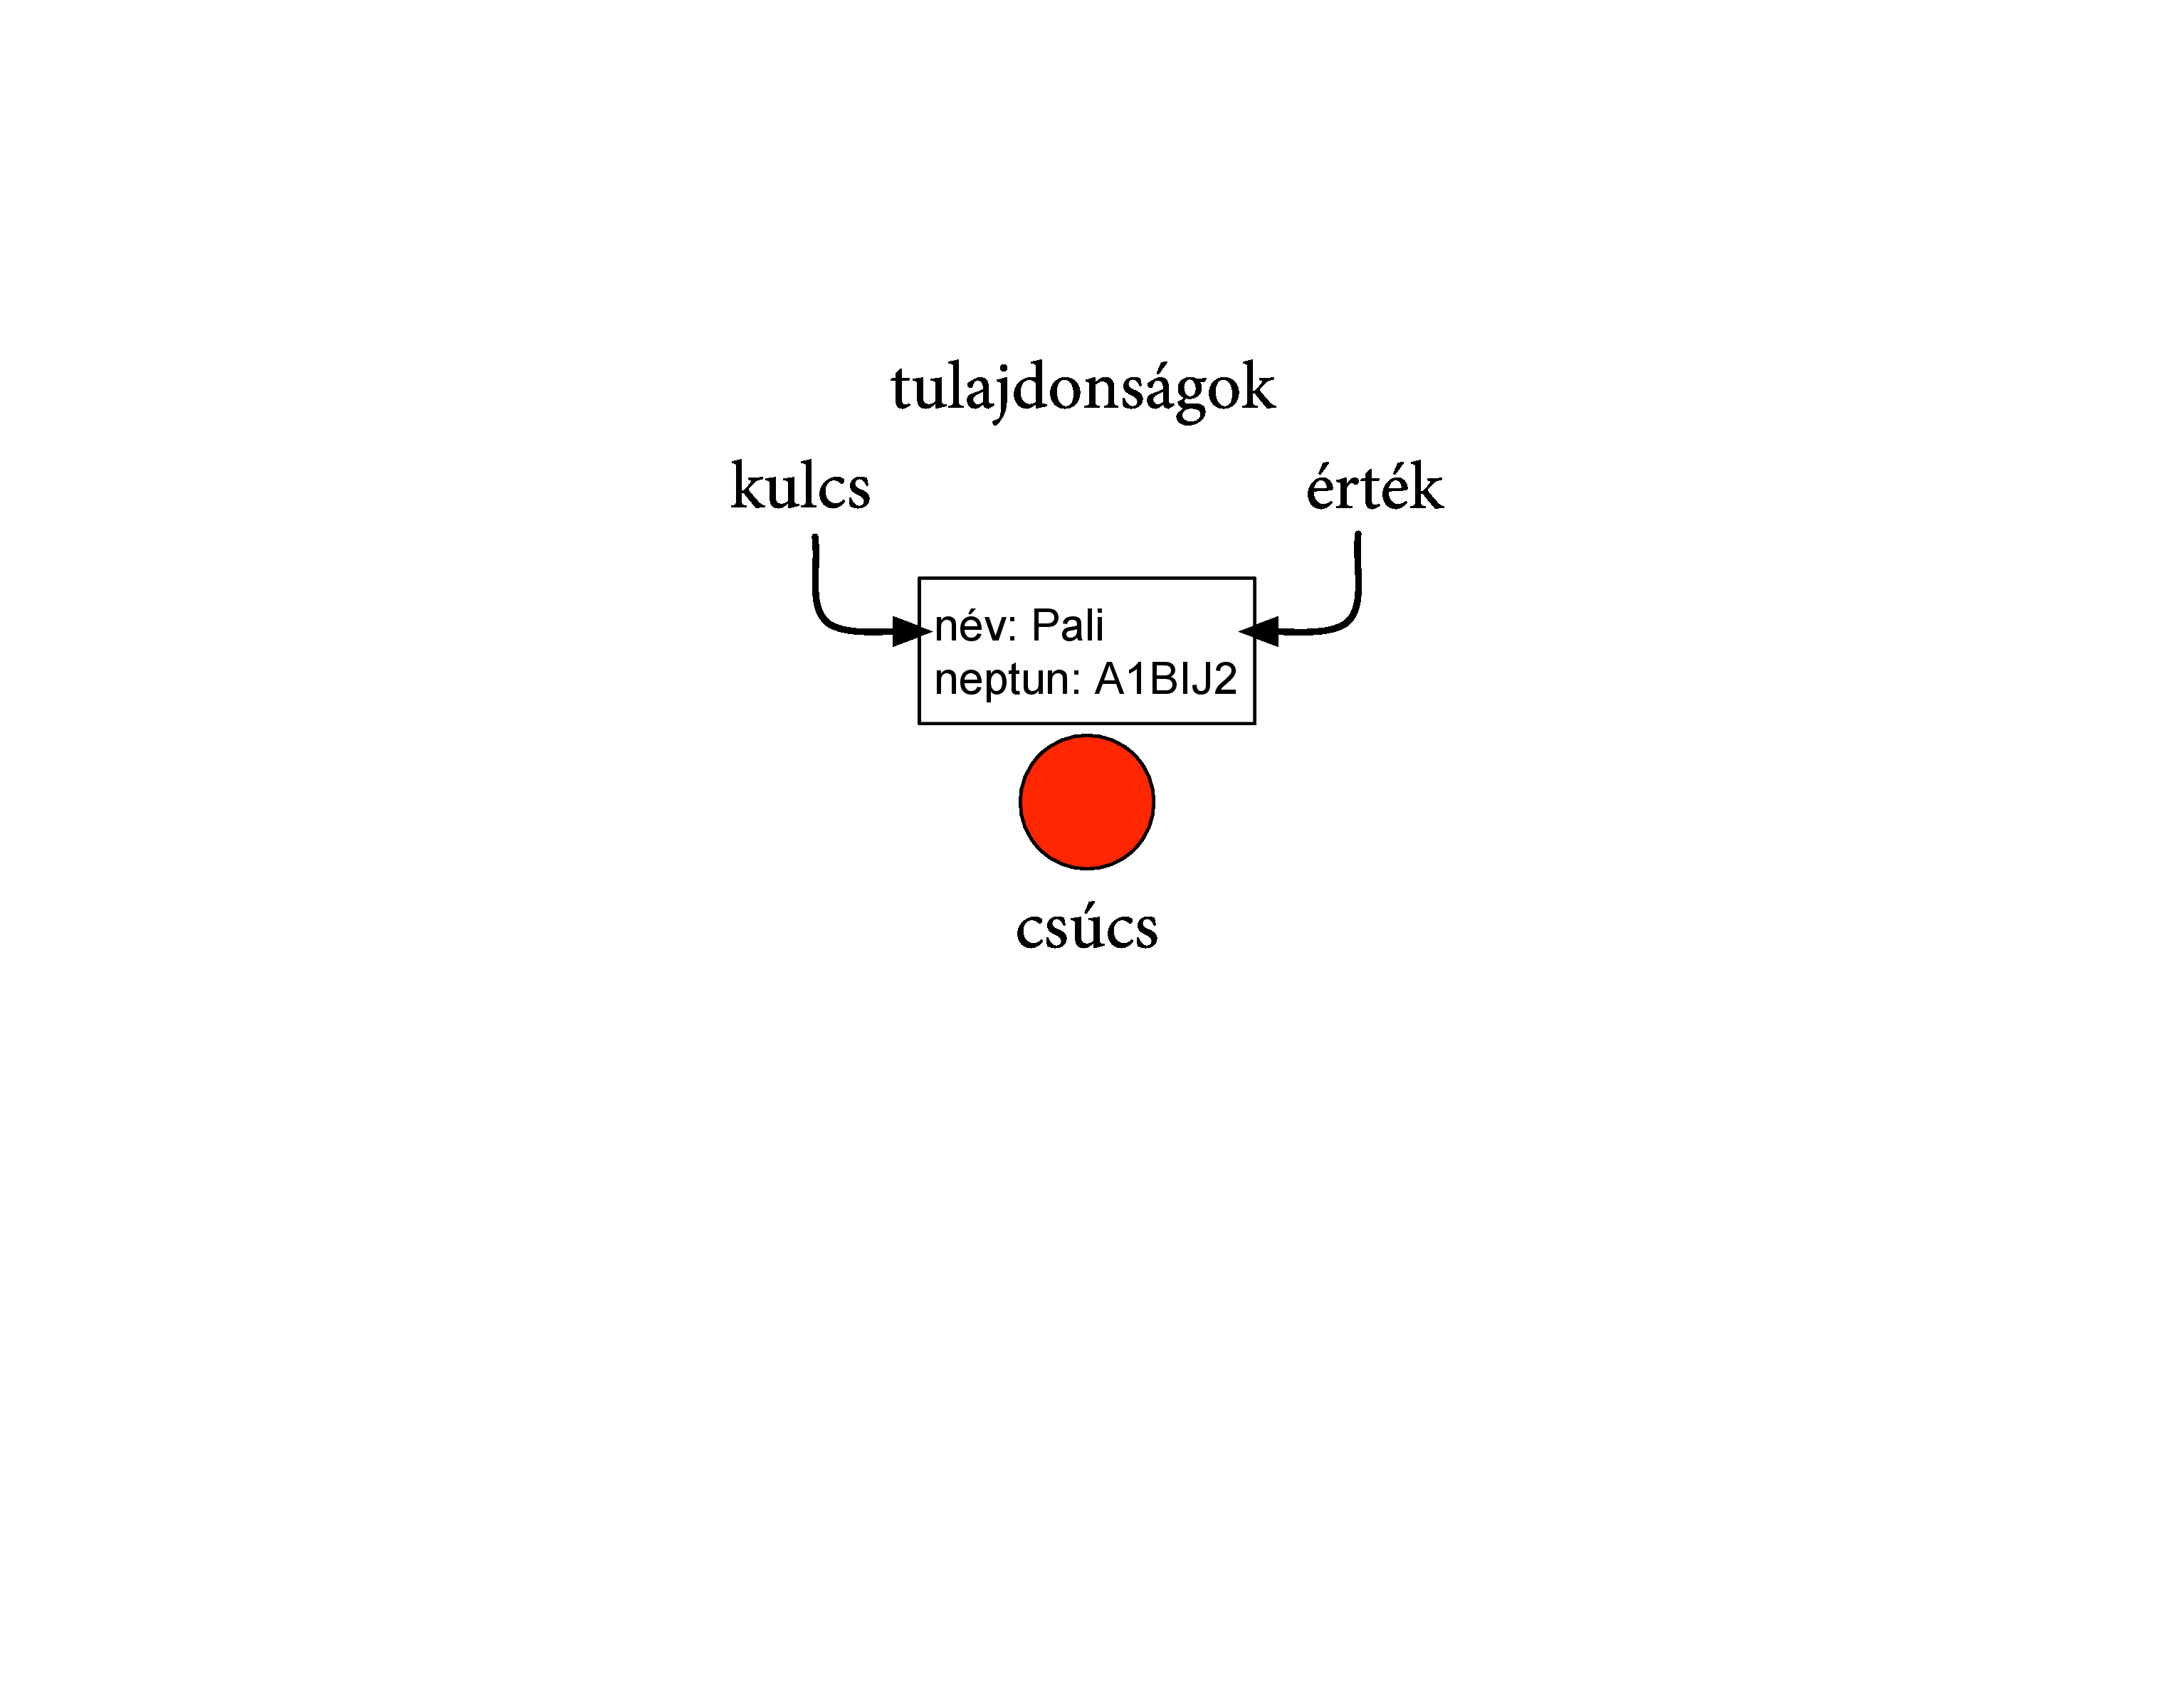 tulajdonságok
kulcs
érték
név: Pali
neptun: A1BIJ2
csúcs